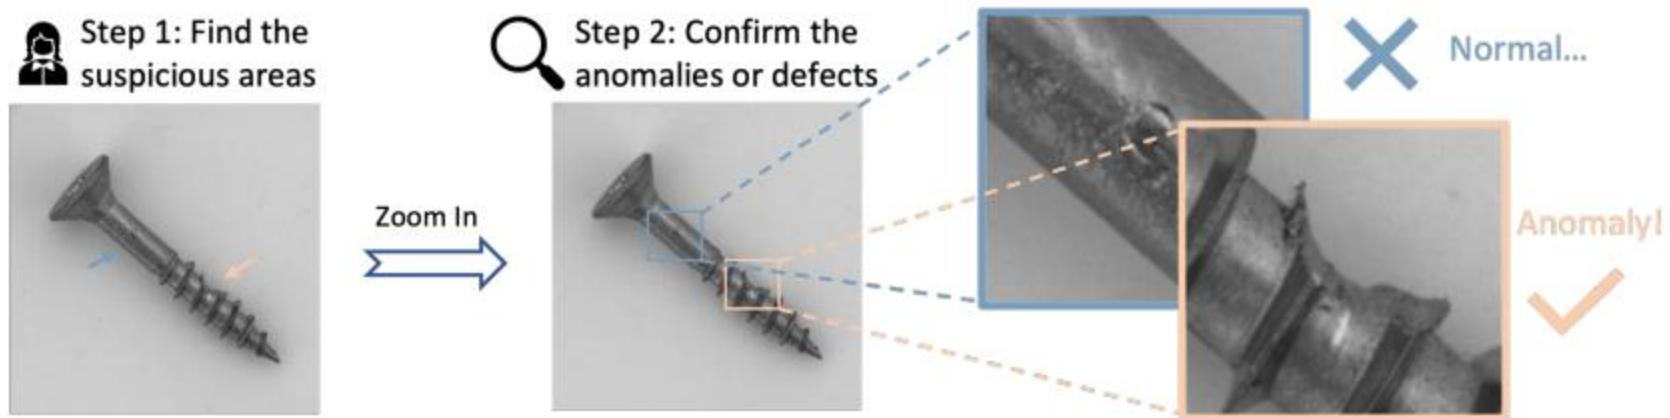 Step 1: Find the
suspicious areas
Zoom In
Step 2: Confirm the
anomalies or defects
Normal...
Anomaly!